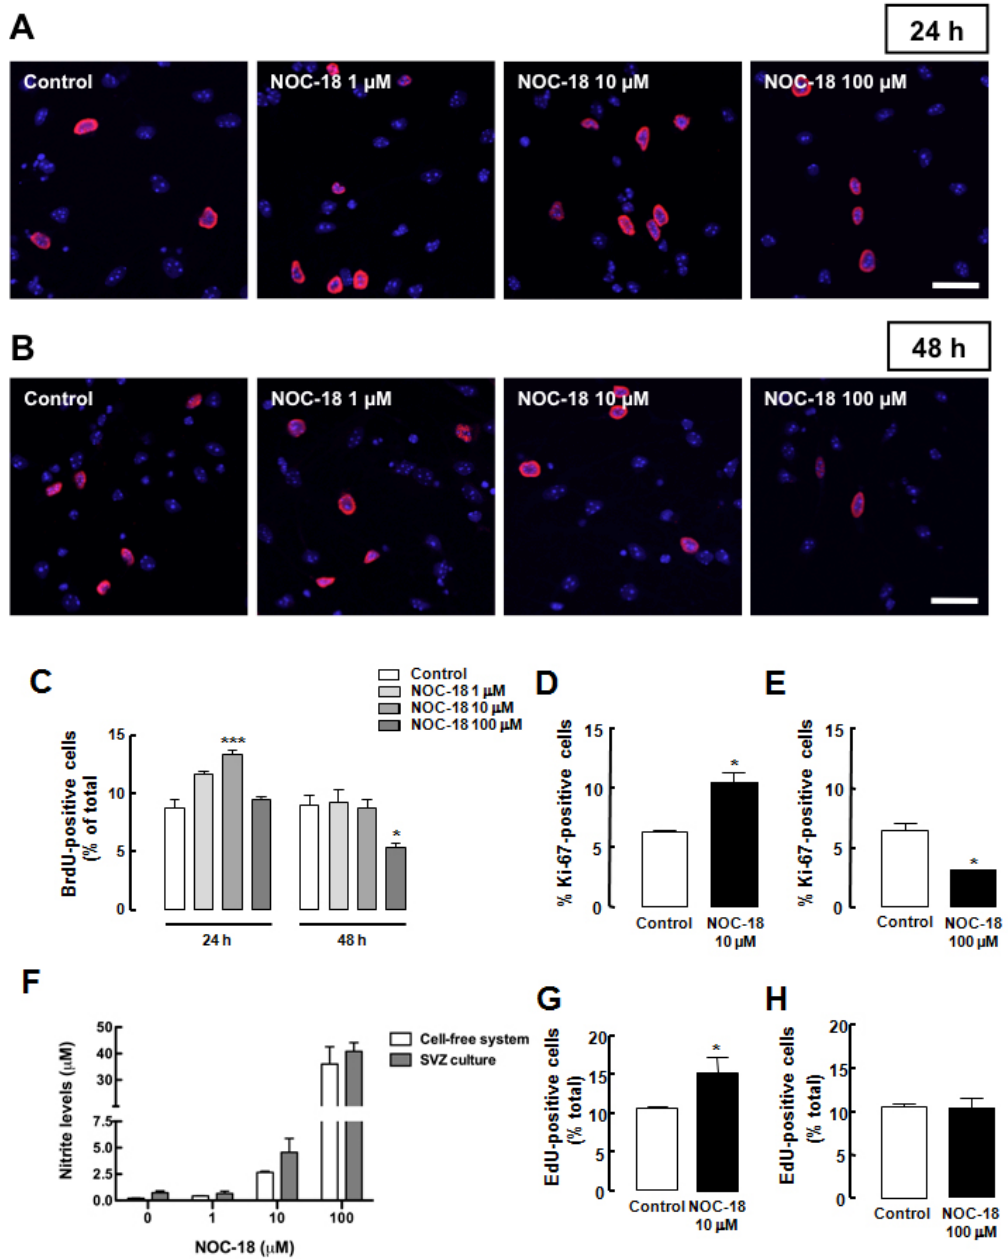 A
24 h
Control
NOC-18 1 µM
NOC-18 10 µM
NOC-18 100 µM
B
48 h
Control
NOC-18 1 µM
NOC-18 10 µM
NOC-18 100 µM
C
Control
NOC-18 1 µM
NOC-18 10 µM
NOC-18 100 µM
BrdU-positive cells
(% of total)
15
10
5
0
***
*
24 h
48 h
D
% Ki-67-positive cells
15
10
5
0
*
Control
NOC-18
10 µM
E
% Ki-67-positive cells
15
10
5
0
*
Control
NOC-18
100 µM
F
Nitrite levels (µM)
50
40
30
7.5
5.0
2.5
0.0
Cell-free system
SVZ culture
0
1
10
100
NOC-18 (µM)
G
EdU-positive cells
(% total)
20
15
10
5
0
*
Control
NOC-18
10 µM
H
EdU-positive cells
(% total)
20
15
10
5
0
Control
NOC-18
100 µM